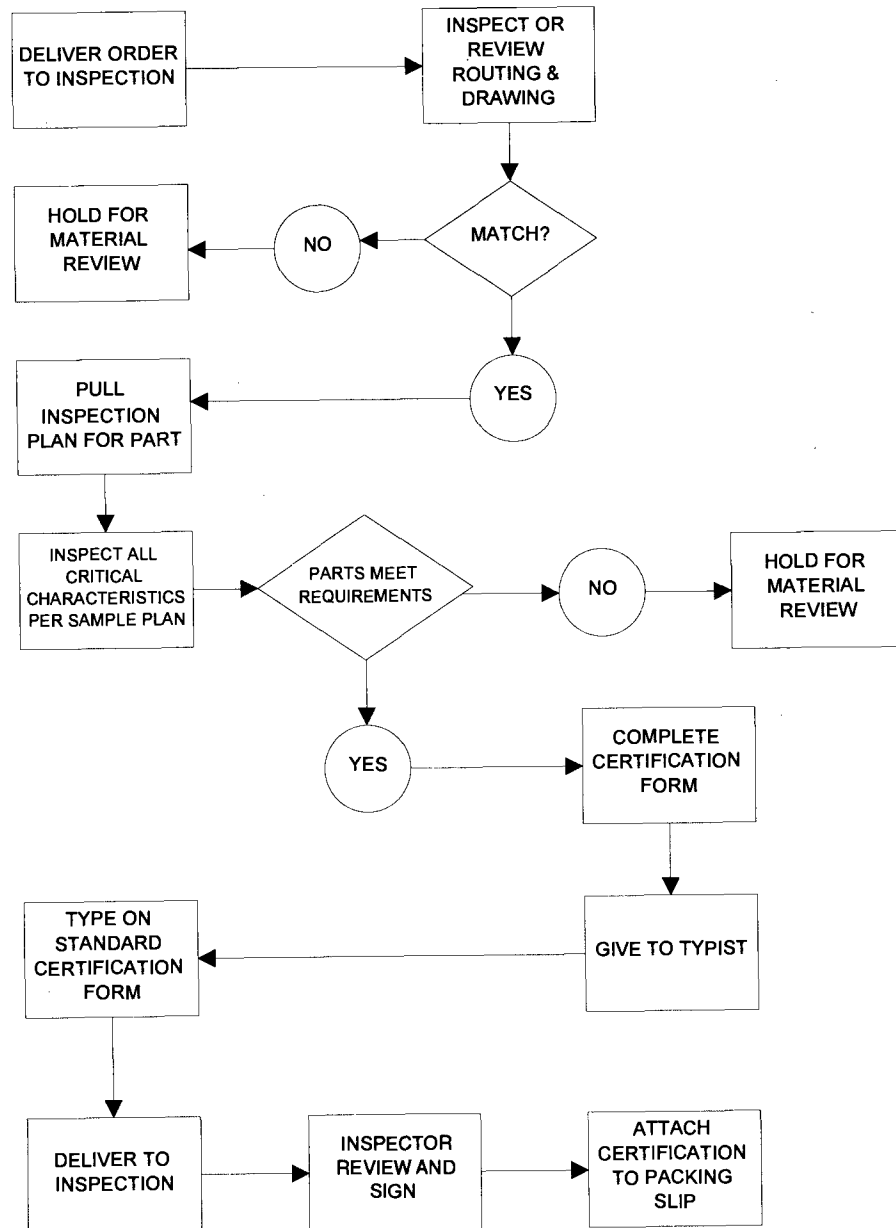 DELIVER ORDER
TO INSPECTION
INSPECT OR
REVIEW
ROUTING &
DRAWING
MATCH?
NO
HOLD FOR
MATERIAL
REVIEW
YES
PULL
INSPECTION
PLAN FOR PART
INSPECT ALL
CRITICAL
CHARACTERISTICS
PER SAMPLE PLAN
PARTS MEET
REQUIREMENTS
NO
HOLD FOR
MATERIAL
REVIEW
YES
COMPLETE
CERTIFICATION
FORM
GIVE TO TYPIST
TYPE ON
STANDARD
CERTIFICATION
FORM
DELIVER TO
INSPECTION
INSPECTOR
REVIEW AND
SIGN
ATTACH
CERTIFICATION
TO PACKING
SLIP